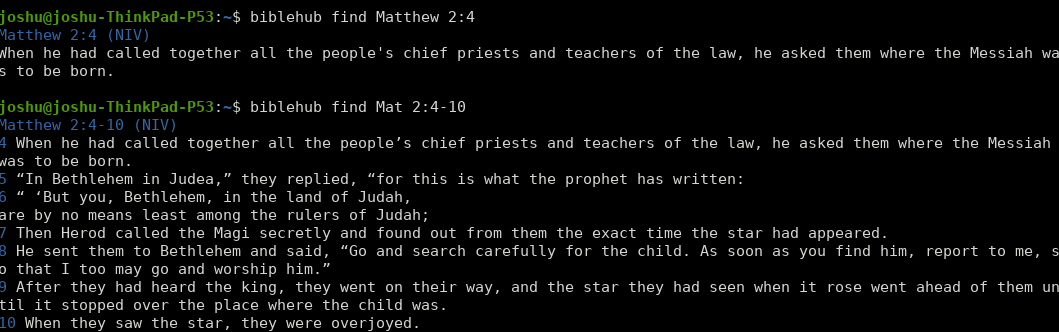 joshu@joshu-ThinkPad-P53:~$ biblehub find Matthew 2:4
Matthew 2:4 (NIV)
When he had called together all the people's chief priests and teachers of the law, he asked them where the Messiah wa
s to be born.
joshu@joshu-ThinkPad-P53:~$ biblehub find Mat 2:4-10
Matthew 2:4-10 (NIV)
4 When he had called together all the people’s chief priests and teachers of the law, he asked them where the Messiah
was to be born.
5 “In Bethlehem in Judea,” they replied, “for this is what the prophet has written:
6 “ ‘But you, Bethlehem, in the land of Judah,
are by no means least among the rulers of Judah;
7 Then Herod called the Magi secretly and found out from them the exact time the star had appeared.
8 He sent them to Bethlehem and said, “Go and search carefully for the child. As soon as you find him, report to me, s
o that I too may go and worship him.”
9 After they had heard the king, they went on their way, and the star they had seen when it rose went ahead of them un
til it stopped over the place where the child was.
10 When they saw the star, they were overjoyed.